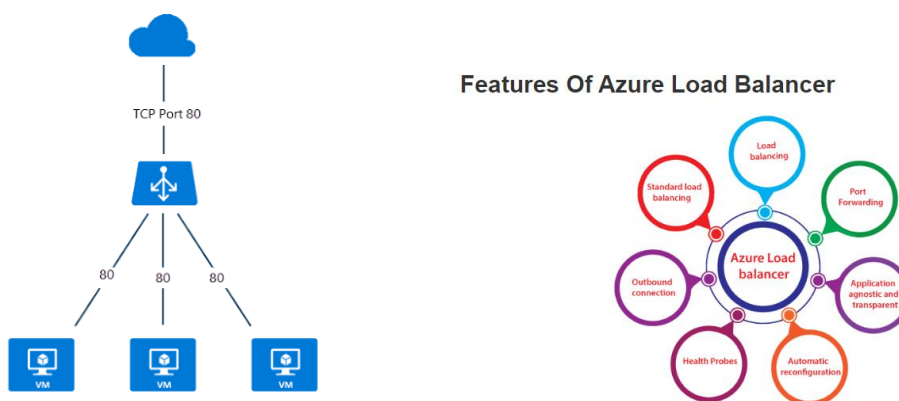 TCP Port 80
80
80
80
VM
VM
VM
Features Of Azure Load Balancer
Load
balancing
Standard load
balancing
Port
Forwarding
Azure Load
balancer
Outbound
connection
Application
agnostic and
transparent
Health Probes
Automatic
reconfiguration